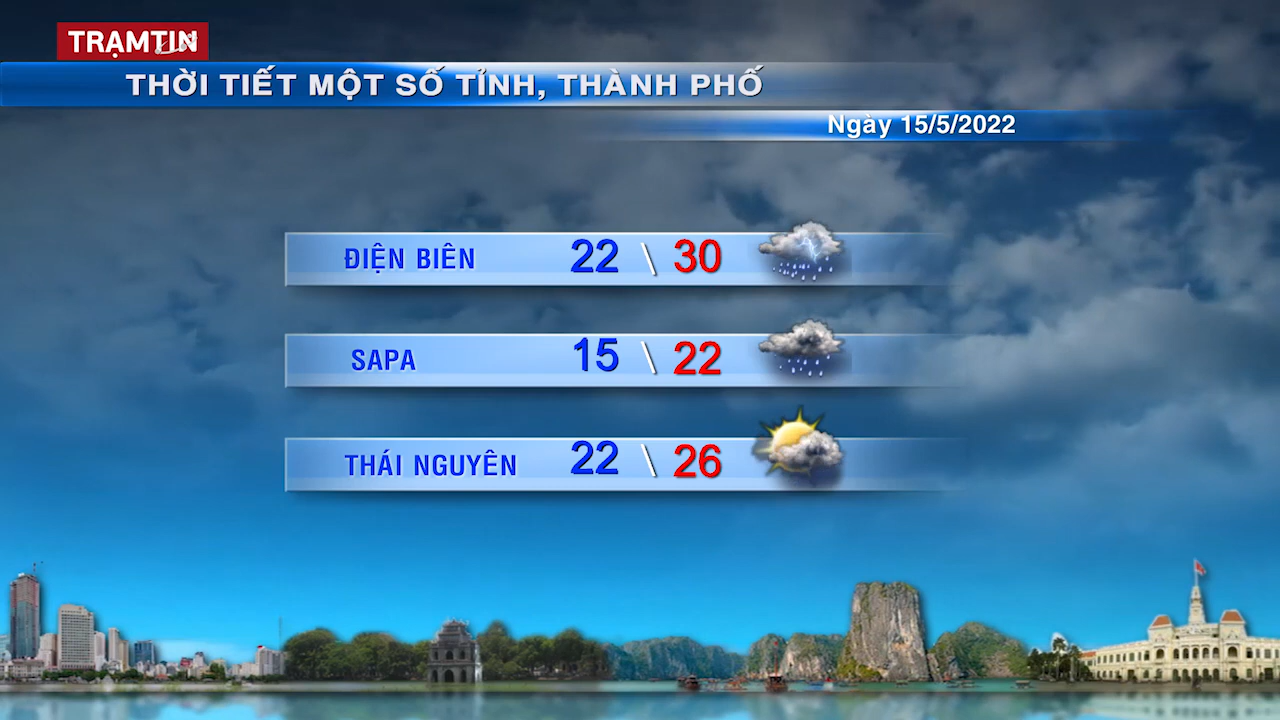 TRẠMTIN
THỜI TIẾT MỘT SỐ TỈNH, THÀNH PHỐ
Ngày 15/5/2022
ĐIỆN BIÊN 22 \ 30
SAPA 15 \ 22
THÁI NGUYÊN 22 \ 26